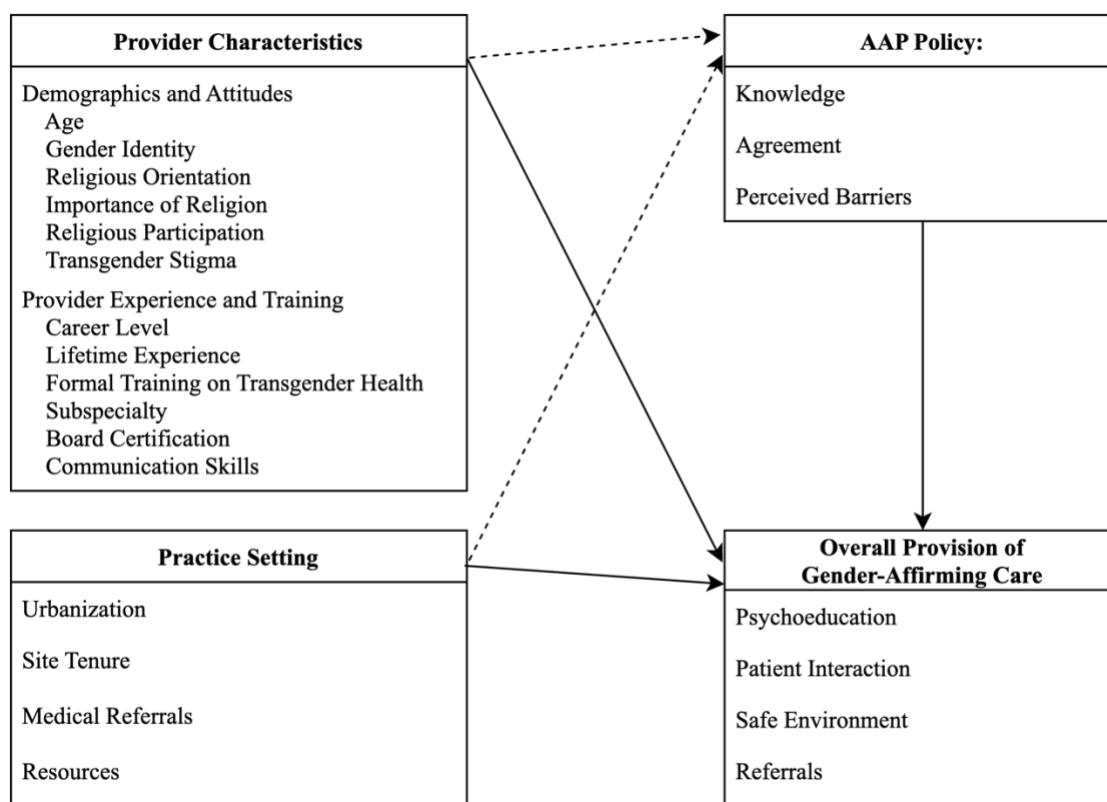 Provider Characteristics
Demographics and Attitudes
Age
Gender Identity
Religious Orientation
Importance of Religion
Religious Participation
Transgender Stigma
Provider Experience and Training
Career Level
Lifetime Experience
Formal Training on Transgender Health
Subspecialty
Board Certification
Communication Skills
AAP Policy:
Knowledge
Agreement
Perceived Barriers
Practice Setting
Urbanization
Site Tenure
Medical Referrals
Resources
Overall Provision of
Gender-Affirming Care
Psychoeducation
Patient Interaction
Safe Environment
Referrals